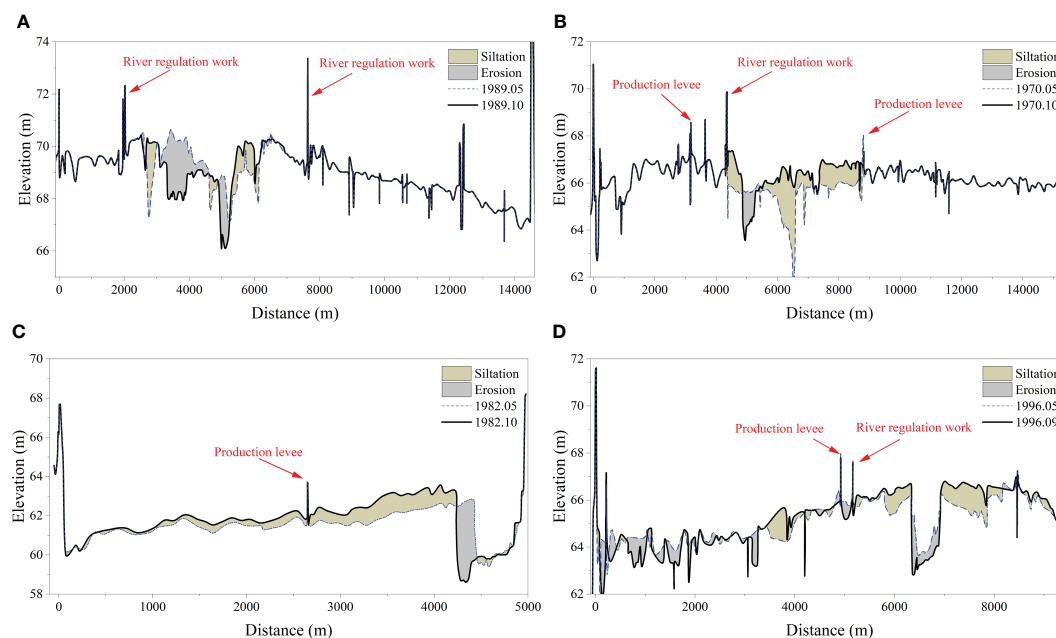 A
74
72
70
68
66
Elevation (m)
0 2000 4000 6000 8000 10000 12000 14000
Distance (m)
River regulation work
River regulation work
Siltation
Erosion
1989.05
1989.10
B
72
70
68
66
64
62
Elevation (m)
0 2000 4000 6000 8000 10000 12000 14000
Distance (m)
Production levee
River regulation work
Production levee
Siltation
Erosion
1970.05
1970.10
C
70
68
66
64
62
60
58
Elevation (m)
0 1000 2000 3000 4000 5000
Distance (m)
Production levee
Siltation
Erosion
1982.05
1982.10
D
72
70
68
66
64
62
Elevation (m)
0 2000 4000 6000 8000
Distance (m)
Production levee
River regulation work
Siltation
Erosion
1996.05
1996.09